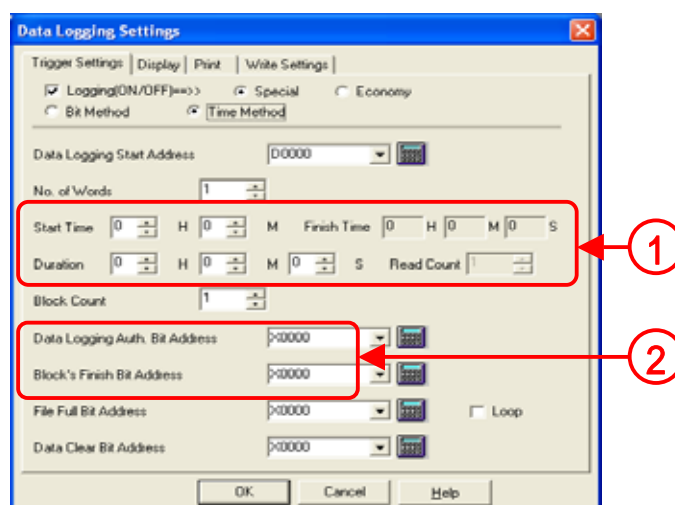 Data Logging Settings
Trigger Settings Display Print Write Settings
Logging(ON/OFF)==>> Special Economy
Bit Method Time Method
Data Logging Start Address D0000
No. of Words 1
Start Time 0 H 0 M Finish Time 0 H 0 M 0 S
1
Duration 0 H 0 M 0 S Read Count 1
Block Count 1
Data Logging Auth. Bit Address X0000
2
Block's Finish Bit Address X0000
File Full Bit Address X0000 Loop
Data Clear Bit Address X0000
OK Cancel Help